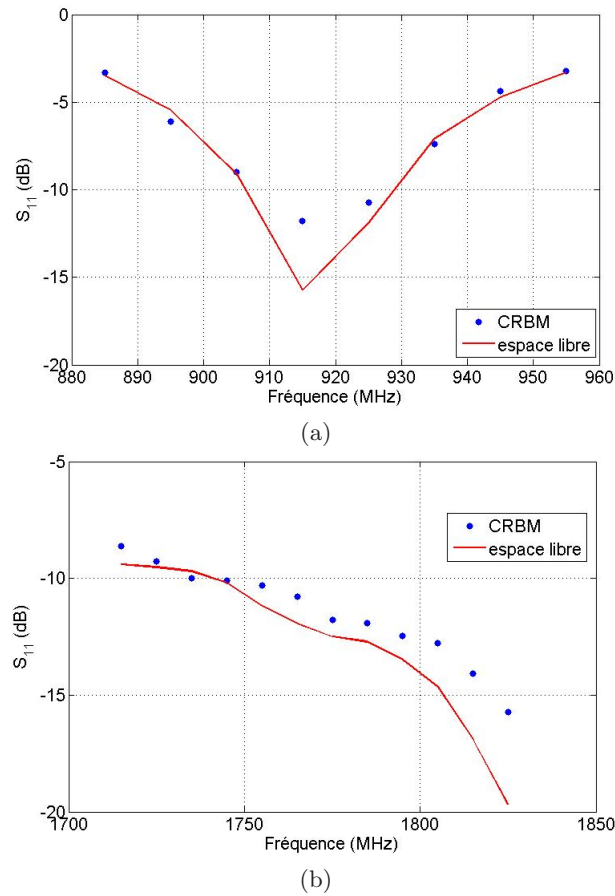 0
-5
-10
-15
-20
S11 (dB)
CRBM
espace libre
880 890 900 910 920 930 940 950 960
Fréquence (MHz)
(a)
-5
-10
-15
-20
S11 (dB)
CRBM
espace libre
1700 1750 1800 1850
Fréquence (MHz)
(b)